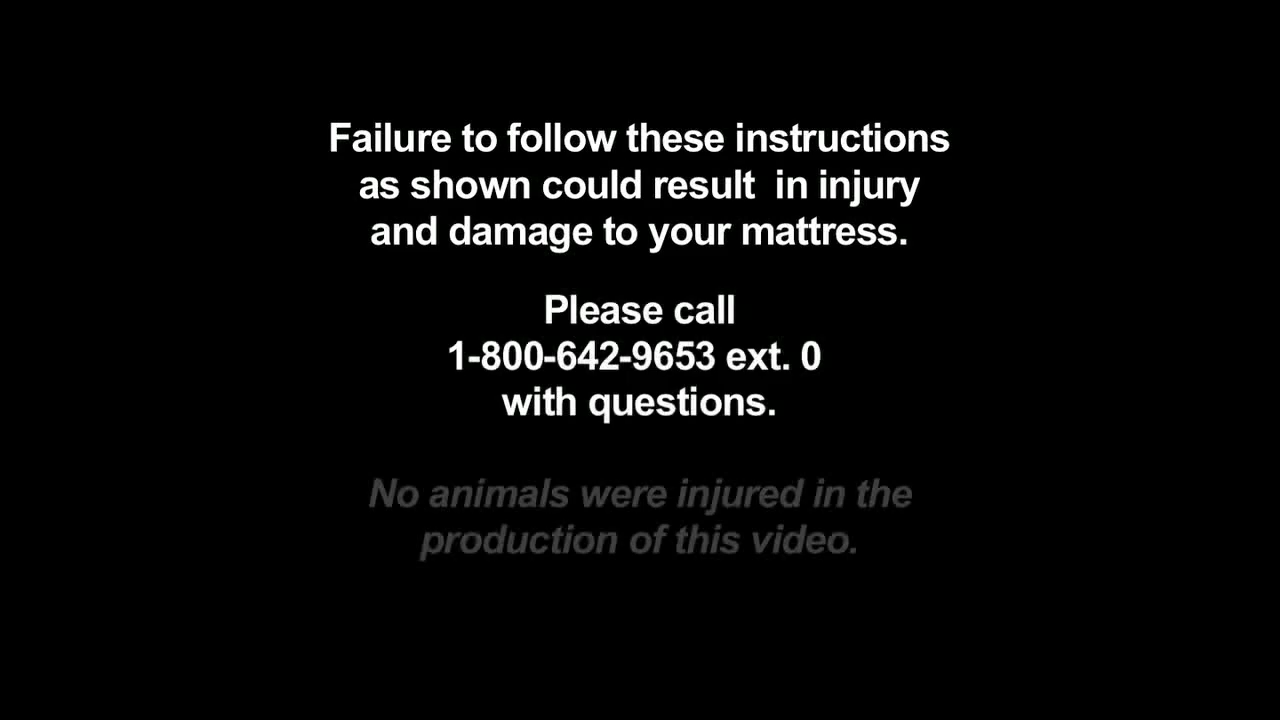 Failure to follow these instructions
as shown could result  in injury
and damage to your mattress.
Please call
1-800-642-9653 ext. 0
with questions.
No animals were injured in the
production of this video.